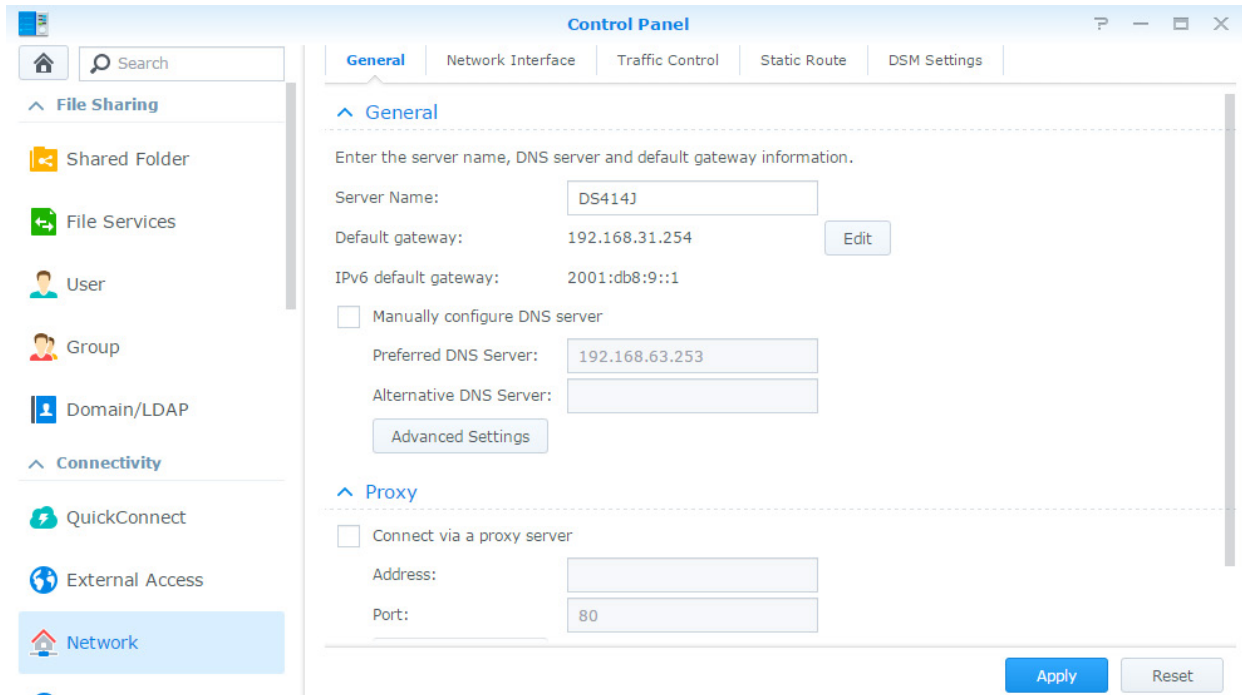 Control Panel
Search
General Network Interface Traffic Control Static Route DSM Settings
File Sharing
Shared Folder
File Services
User
Group
Domain/LDAP
Connectivity
QuickConnect
External Access
Network
General
Enter the server name, DNS server and default gateway information.
Server Name: DS414J
Default gateway: 192.168.31.254 Edit
IPv6 default gateway: 2001:db8:9::1
Manually configure DNS server
Preferred DNS Server: 192.168.63.253
Alternative DNS Server:
Advanced Settings
Proxy
Connect via a proxy server
Address:
Port: 80
Apply Reset